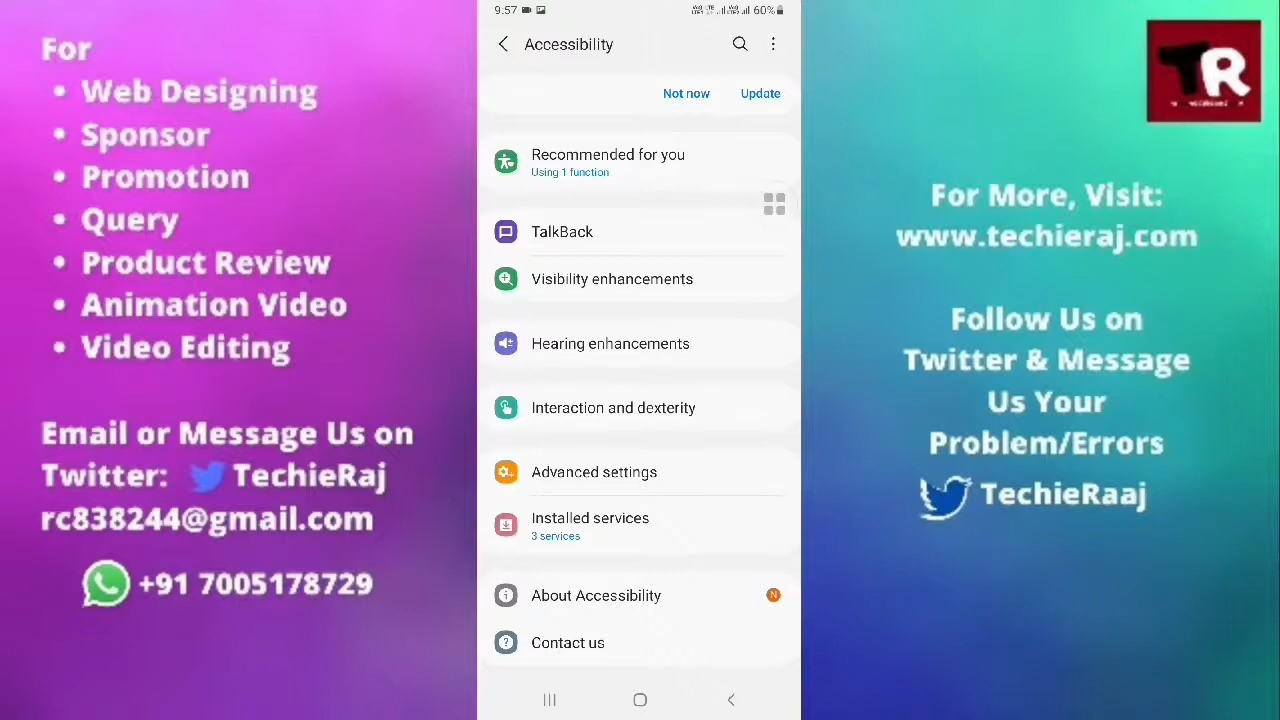 For
• Web Designing
• Sponsor
• Promotion
• Query
• Product Review
• Animation Video
• Video Editing
Email or Message Us on
Twitter: TechieRaj
rc838244@gmail.com
+91 7005178729
9:57
60%
Accessibility
Not now Update
Recommended for you
Using 1 function
TalkBack
Visibility enhancements
Hearing enhancements
Interaction and dexterity
Advanced settings
Installed services
3 services
About Accessibility N
Contact us
TR
For More, Visit:
www.techieraj.com
Follow Us on
Twitter & Message
Us Your
Problem/Errors
TechieRaaj